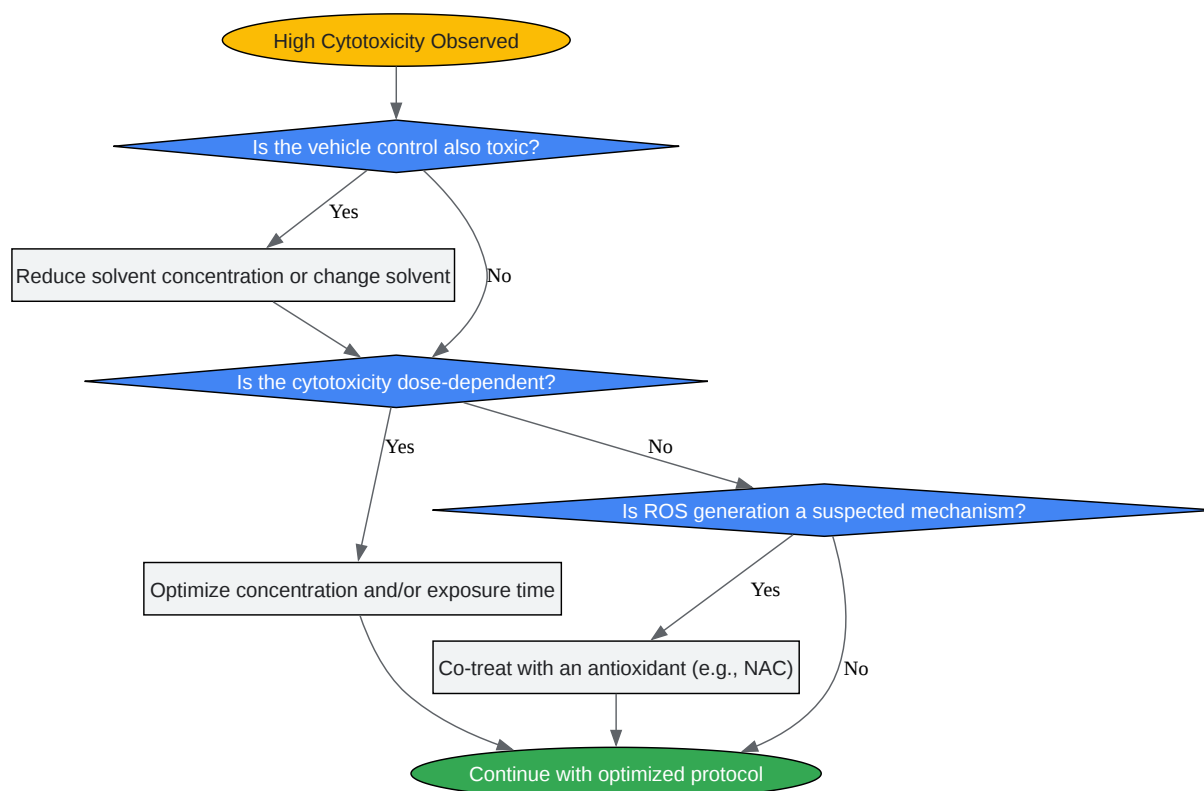 High Cytotoxicity Observed
Is the vehicle control also toxic?
Yes
Reduce solvent concentration or change solvent
No
Is the cytotoxicity dose-dependent?
Yes
No
Is ROS generation a suspected mechanism?
Optimize concentration and/or exposure time
Yes
Co-treat with an antioxidant (e.g., NAC)
No
Continue with optimized protocol